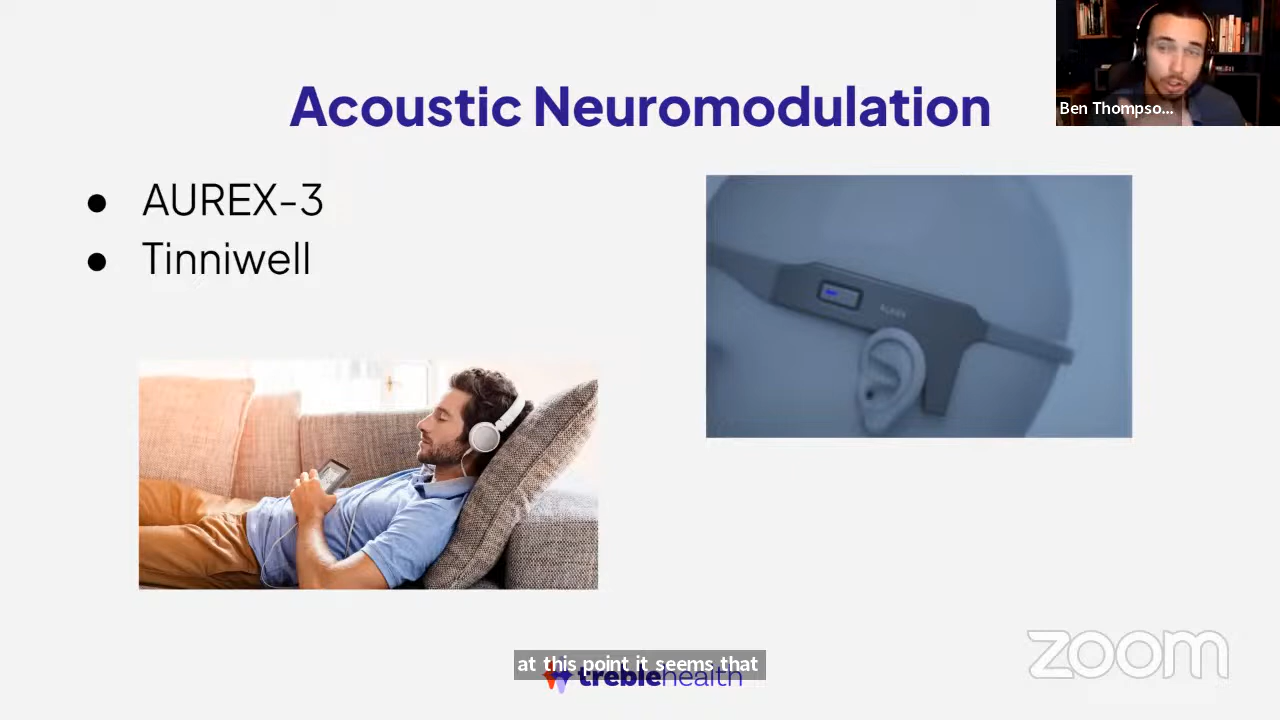 Acoustic Neuromodulation
Ben Thompso...
● AUREX-3
● Tinniwell
at this point it seems that
treblehealth
zoom